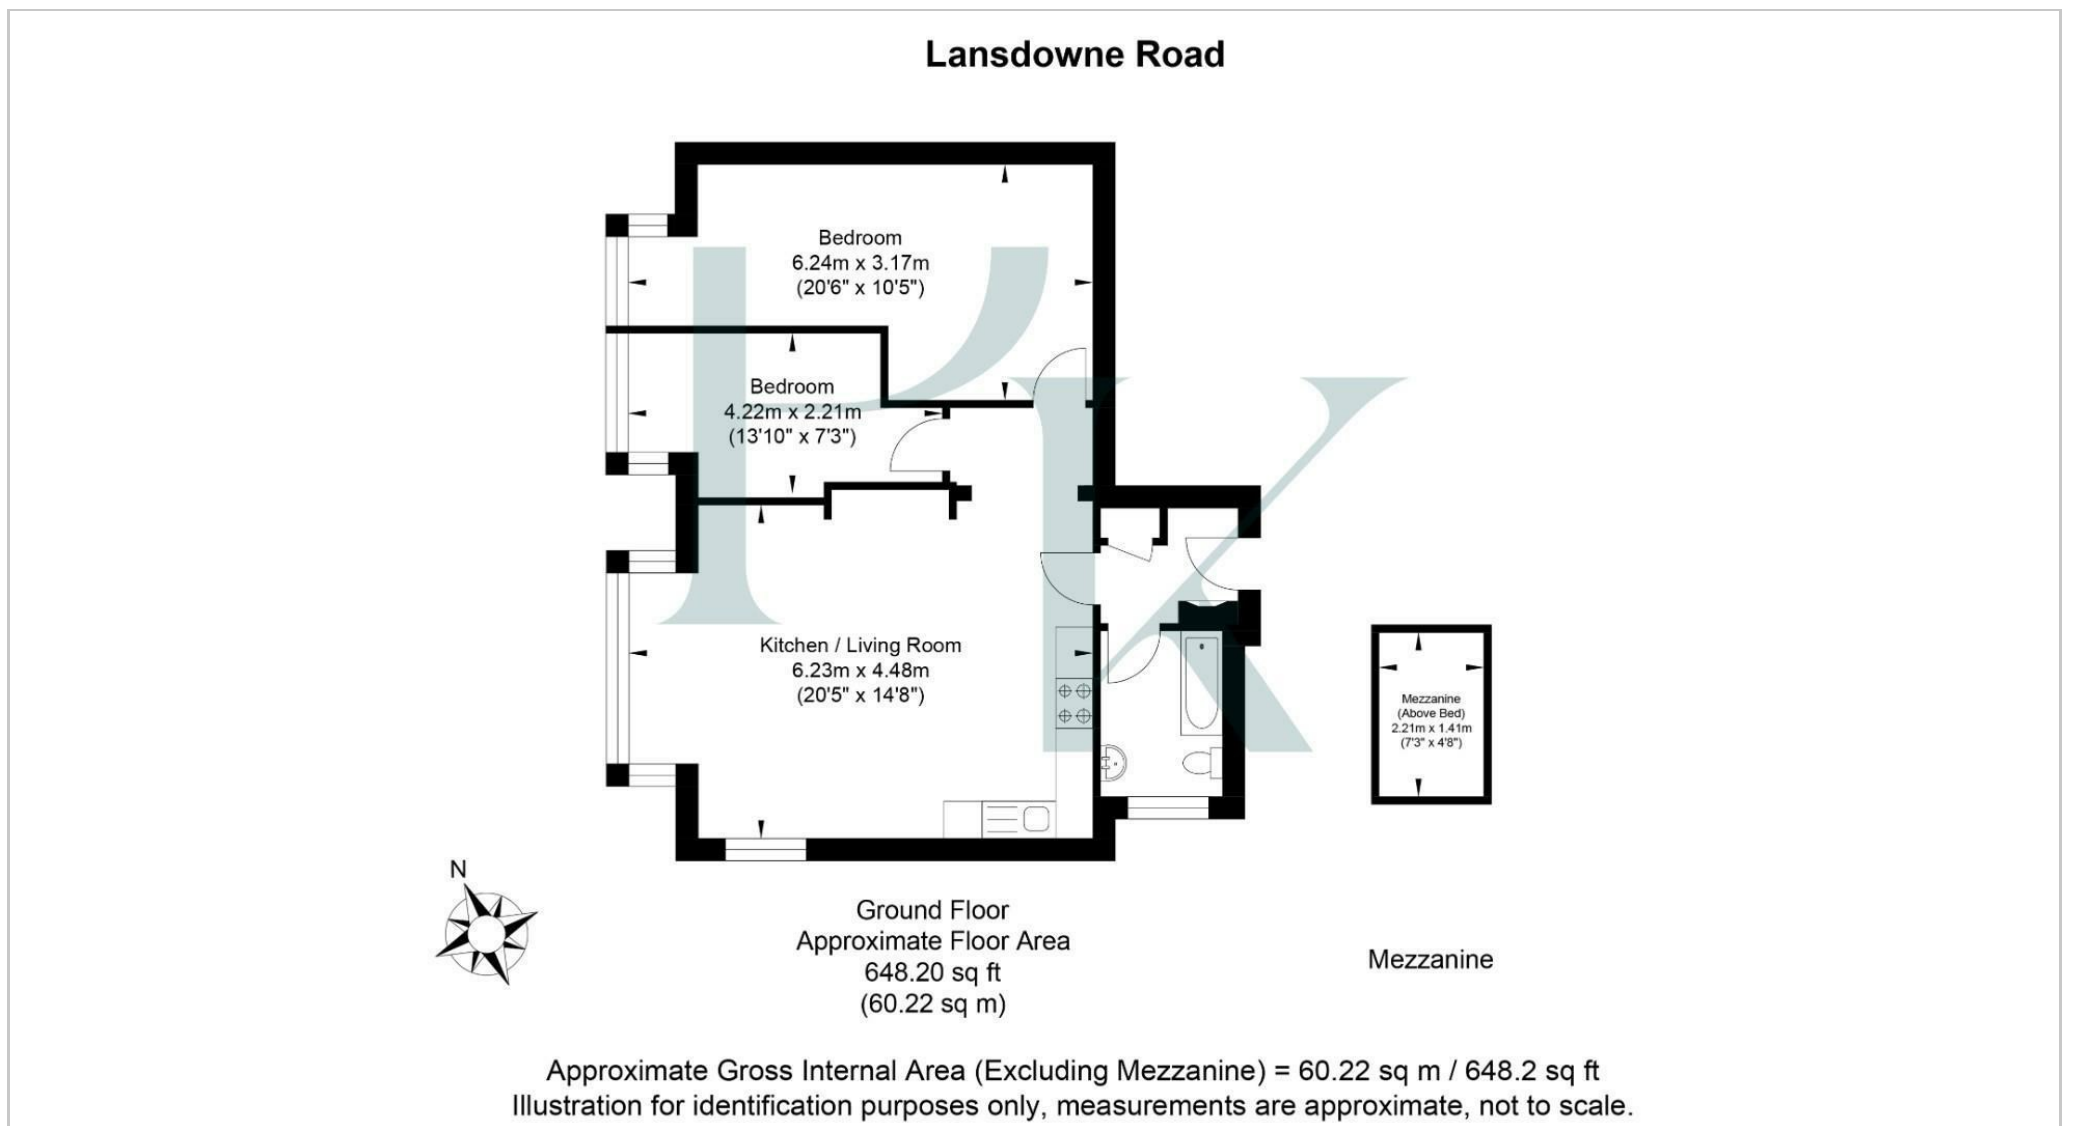 Lansdowne Road
Bedroom
6.24m x 3.17m
(20'6" x 10'5")
Bedroom
4.22m x 2.21m
(13'10" x 7'3")
Kitchen / Living Room
6.23m x 4.48m
(20'5" x 14'8")
Mezzanine
(Above Bed)
2.21m x 1.41m
(7'3" x 4'8")
N
Ground Floor
Approximate Floor Area
648.20 sq ft
(60.22 sq m)
Mezzanine
Approximate Gross Internal Area (Excluding Mezzanine) = 60.22 sq m / 648.2 sq ft
Illustration for identification purposes only, measurements are approximate, not to scale.